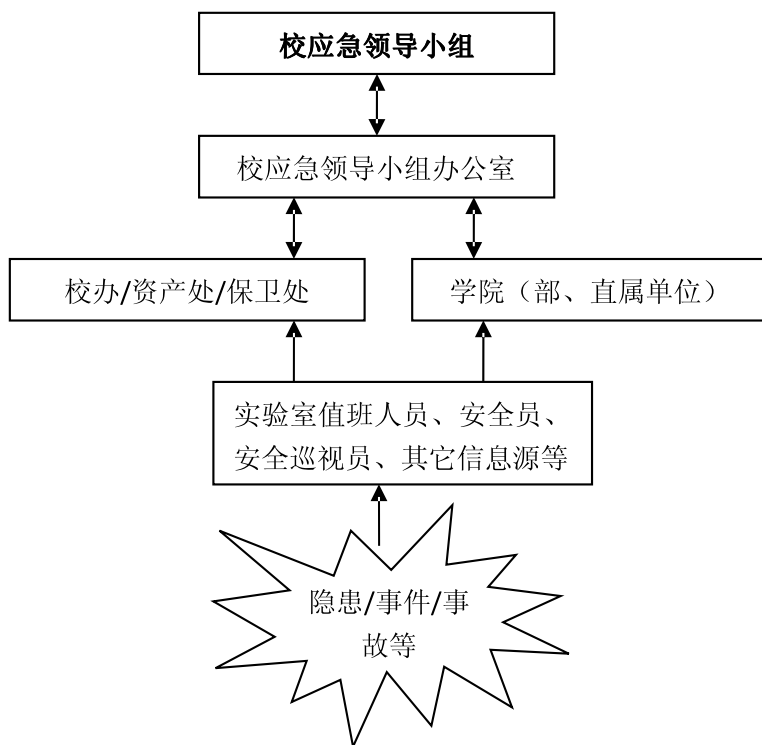 校应急领导小组
校应急领导小组办公室
校办/资产处/保卫处
学院（部、直属单位）
实验室值班人员、安全员、
安全巡视员、其它信息源等
隐患/事件/事
故等